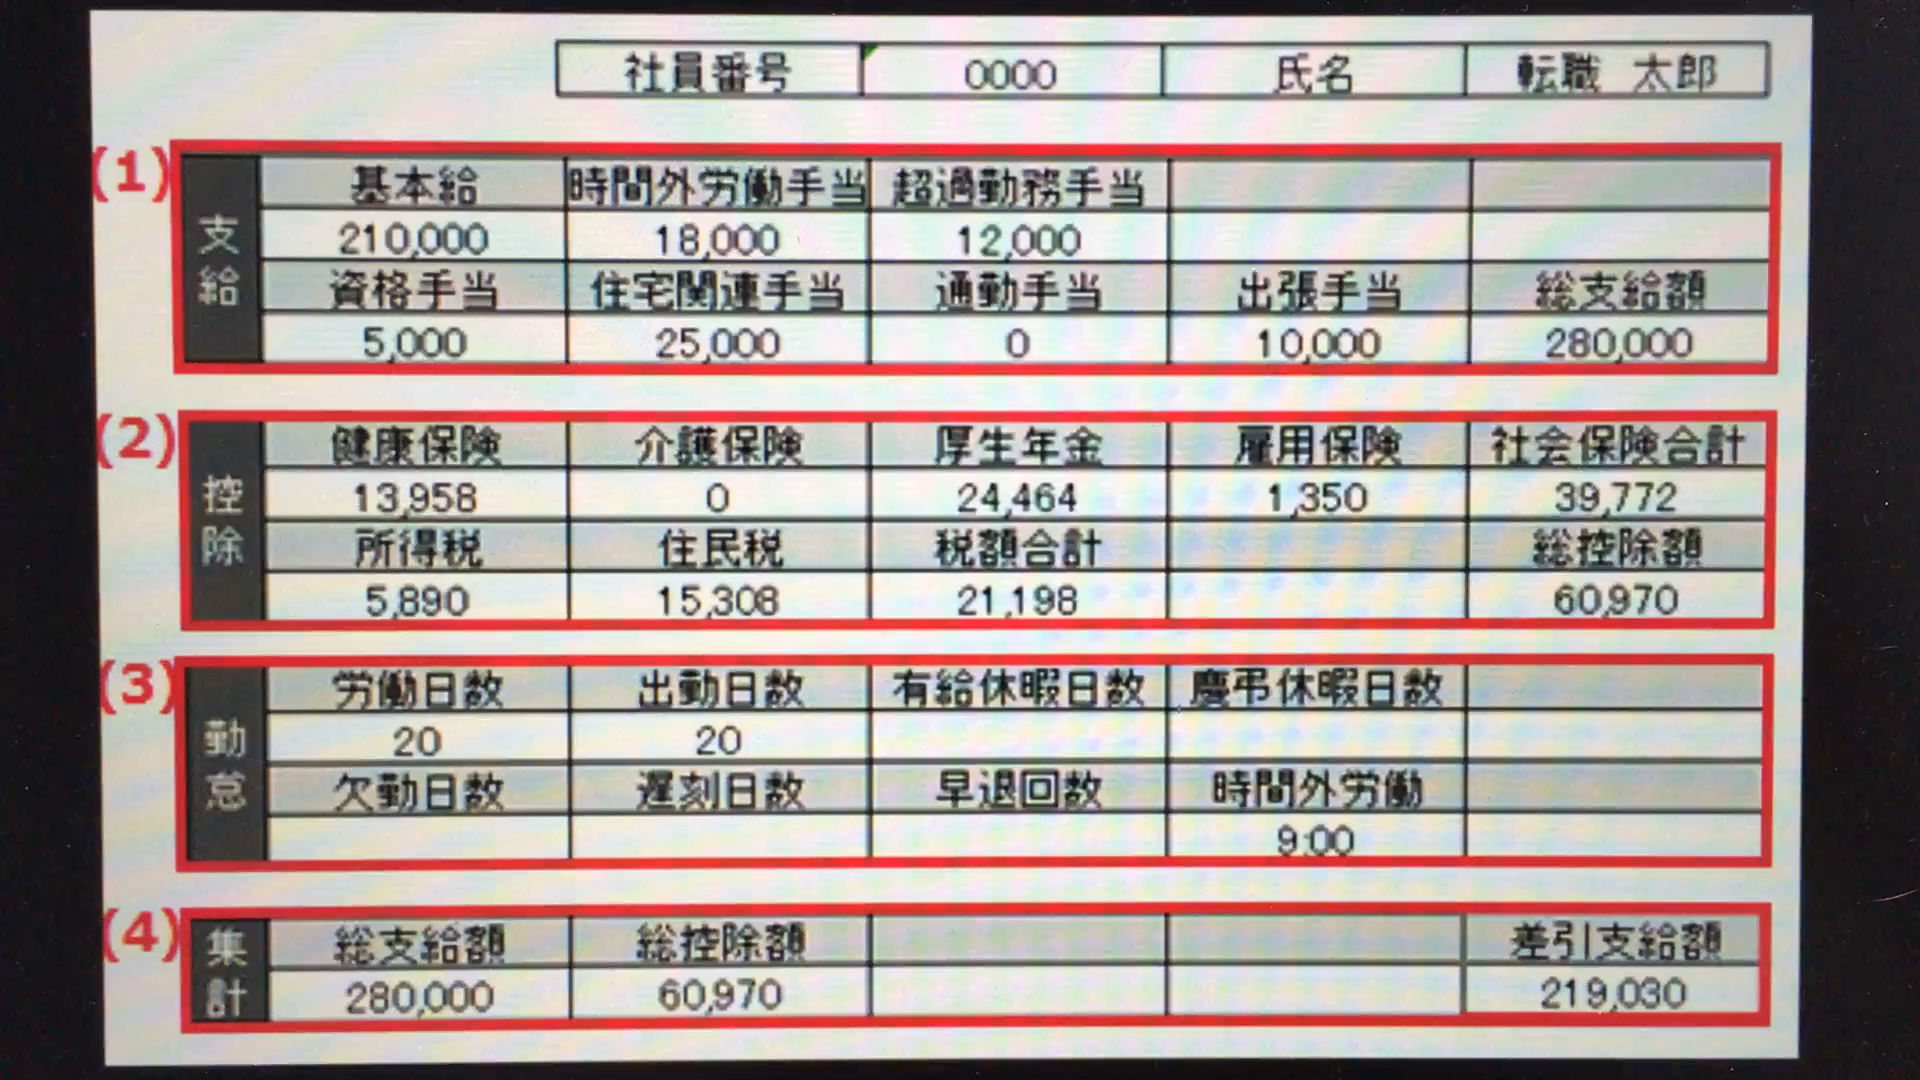 社員番号 0000 氏名 転職 太郎
(1)
支給
基本給 時間外労働手当 超過勤務手当
210,000 18,000 12,000
資格手当 住宅関連手当 通勤手当 出張手当 総支給額
5,000 25,000 0 10,000 280,000
(2)
控除
健康保険 介護保険 厚生年金 雇用保険 社会保険合計
13,958 0 24,464 1,350 39,772
所得税 住民税 税額合計 総控除額
5,890 15,308 21,198 60,970
(3)
勤怠
労働日数 出勤日数 有給休暇日数 慶弔休暇日数
20 20
欠勤日数 遅刻日数 早退回数 時間外労働
9:00
(4)
集計
総支給額 総控除額 差引支給額
280,000 60,970 219,030